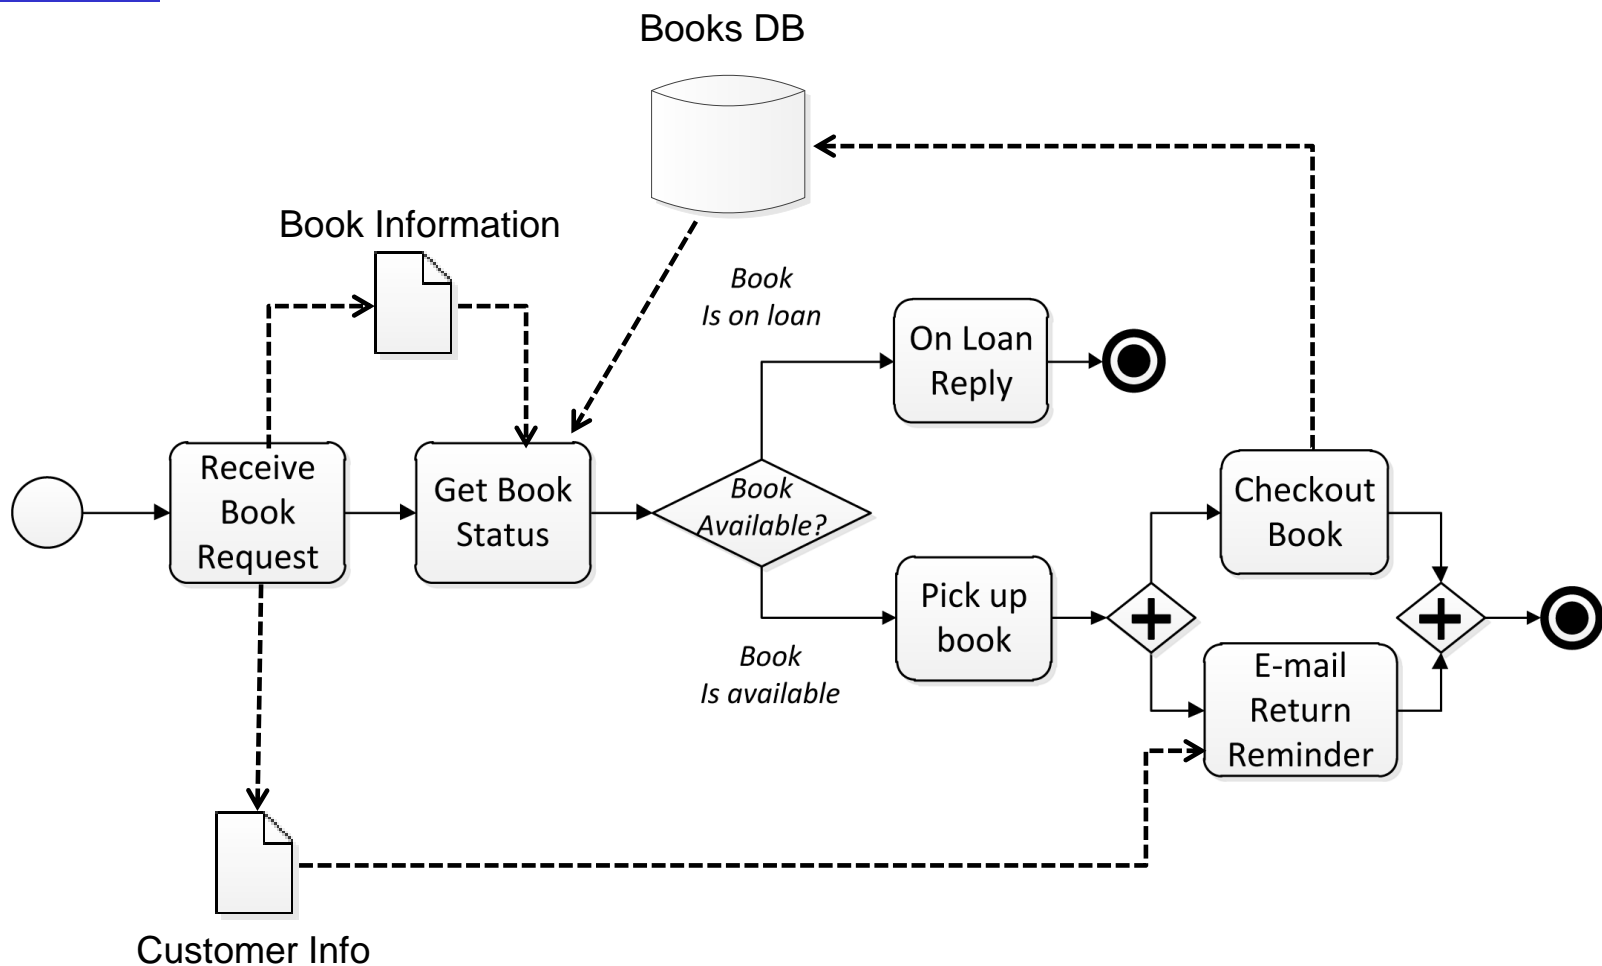 Books DB
Book Information
Book
Is on loan
On Loan
Reply
Receive
Book
Request
Get Book
Status
Book
Available?
Checkout
Book
Pick up
book
Book
Is available
E-mail
Return
Reminder
Customer Info